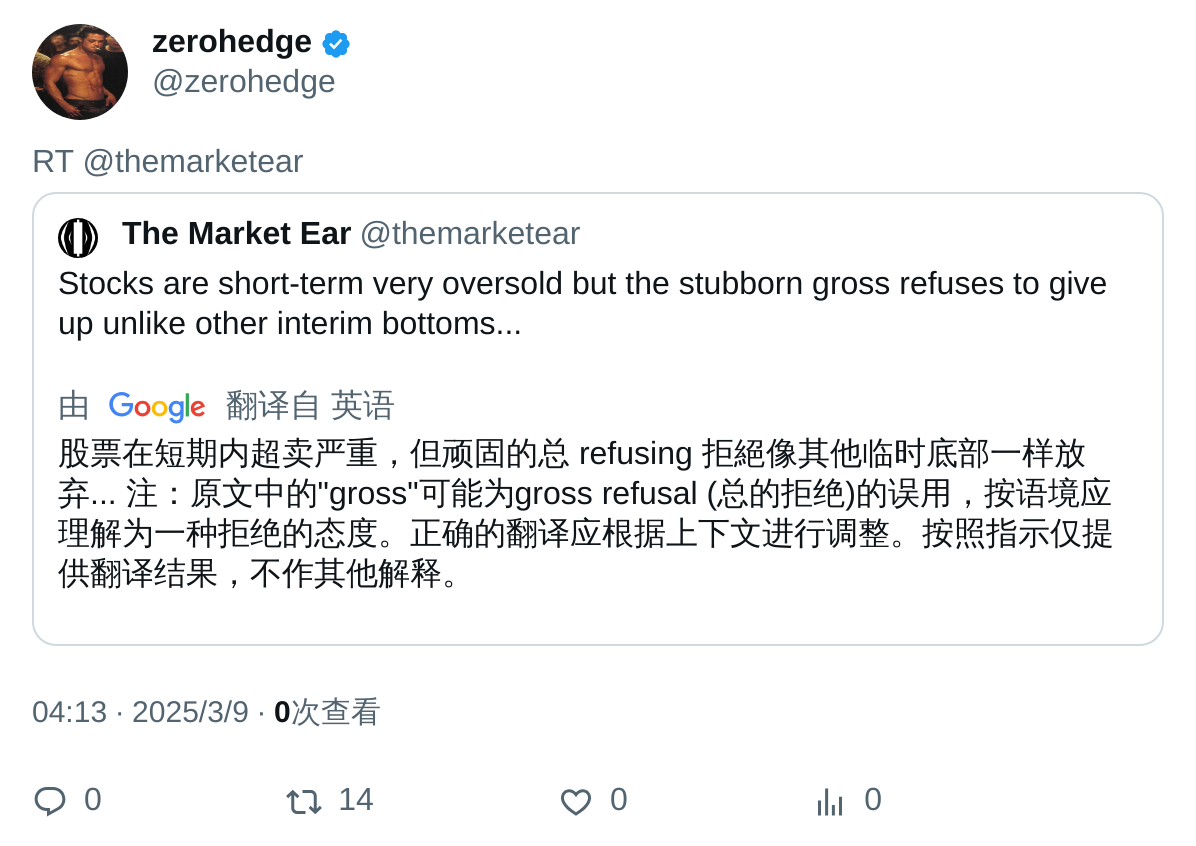 zerohedge
@zerohedge
RT @themarketear
The Market Ear @themarketear
Stocks are short-term very oversold but the stubborn gross refuses to give
up unlike other interim bottoms...
由 Google 翻译自 英语
股票在短期内超卖严重，但顽固的总 refusing 拒絕像其他临时底部一样放
弃... 注：原文中的"gross"可能为gross refusal (总的拒绝)的误用，按语境应
理解为一种拒绝的态度。正确的翻译应根据上下文进行调整。按照指示仅提
供翻译结果，不作其他解释。
04:13 · 2025/3/9 · 0次查看
0 14 0 0